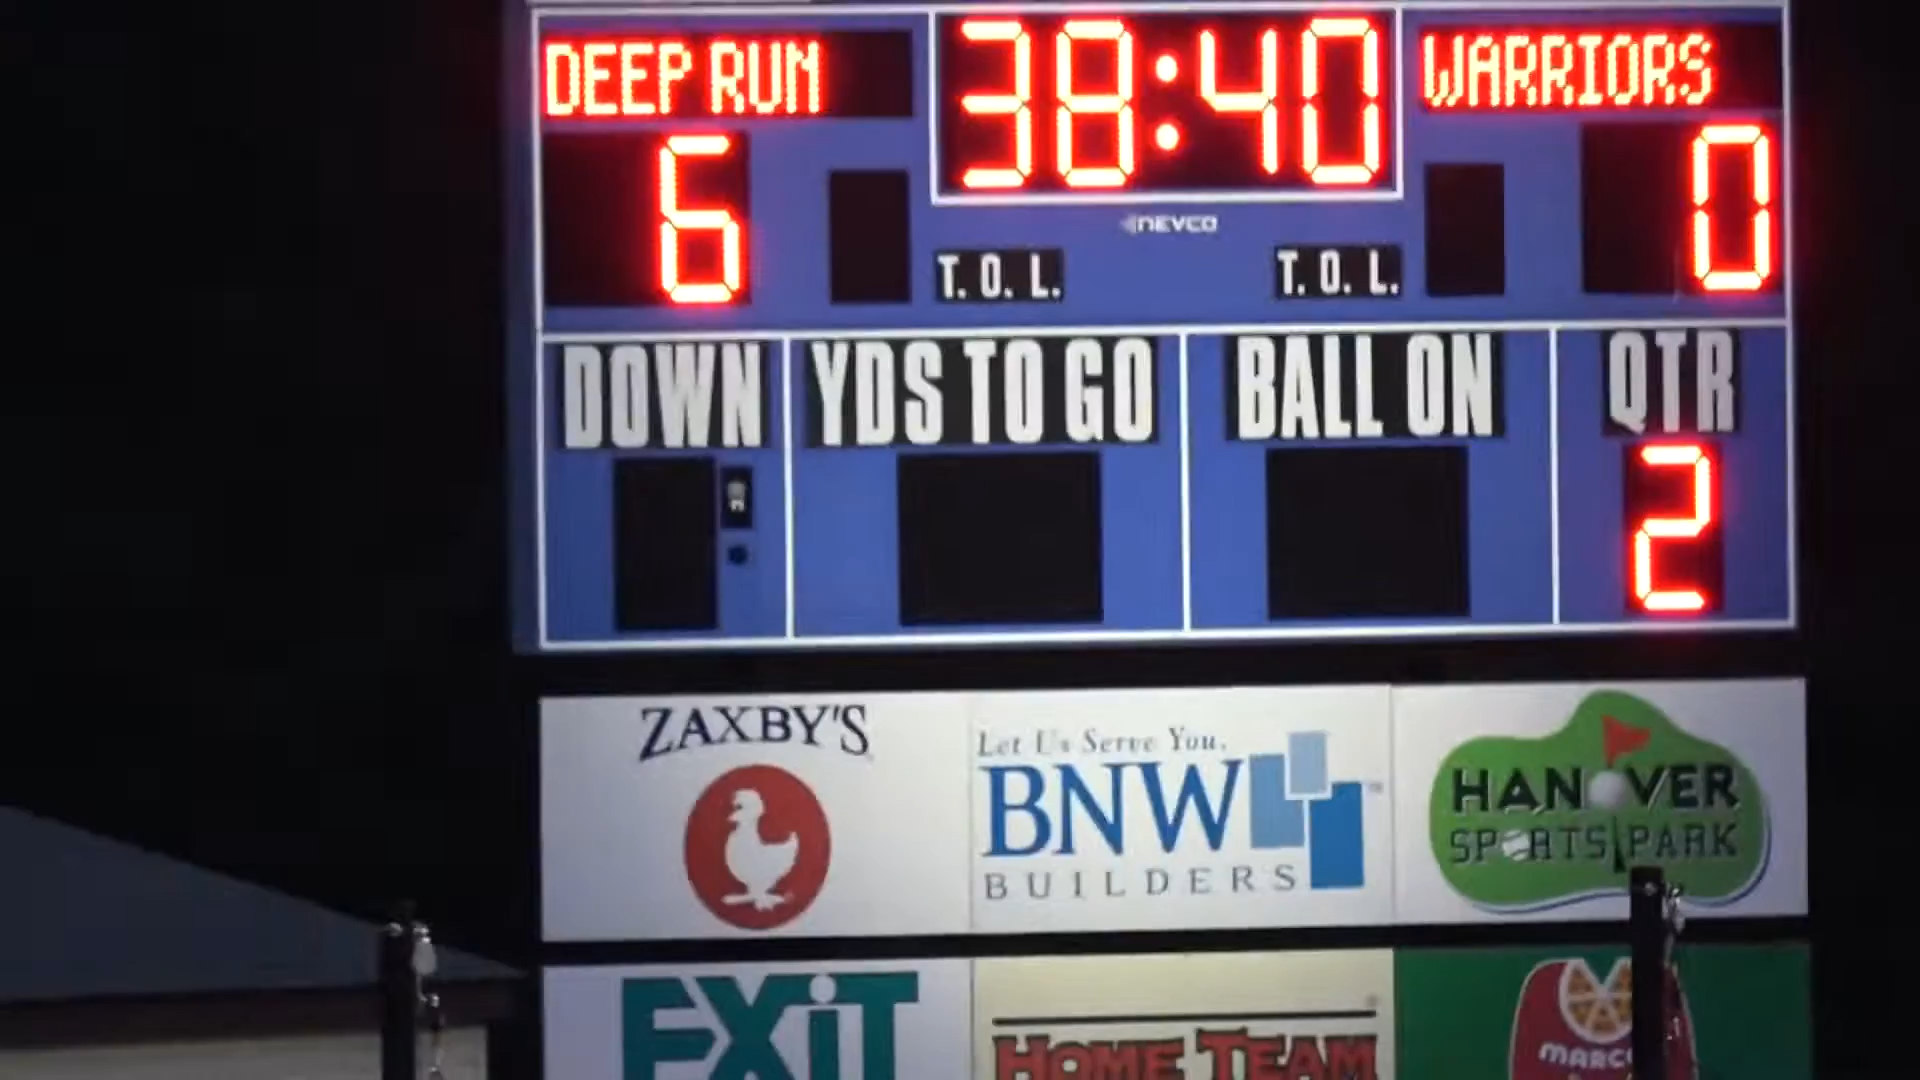 DEEP RUN
38:40
WARRIORS
6
0
NEVCO
T. O. L.
T. O. L.
DOWN
YDS TO GO
BALL ON
QTR
2
ZAXBY'S
Let Us Serve You.
BNW
BUILDERS
HANOVER
SPORTS PARK
EXiT
HOME TEAM
MARCO